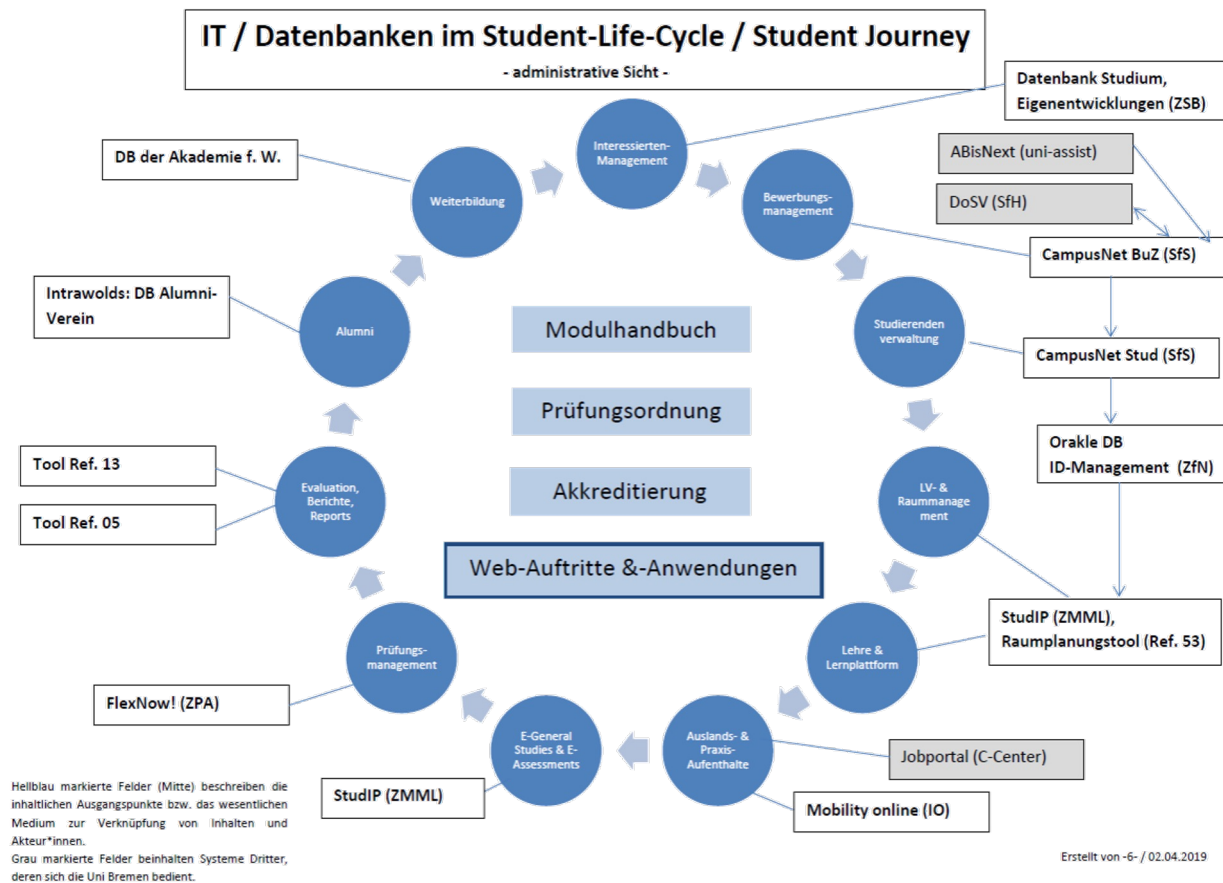 IT / Datenbanken im Student-Life-Cycle / Student Journey
- administrative Sicht -
Datenbank Studium,
Eigenentwicklungen (ZSB)
ABisNext (uni-assist)
DoSV (SfH)
CampusNet BuZ (SfS)
CampusNet Stud (SfS)
Orakle DB
ID-Management (ZfN)
StudIP (ZMML),
Raumplanungstool (Ref. 53)
Jobportal (C-Center)
Mobility online (IO)
StudIP (ZMML)
FlexNow! (ZPA)
Tool Ref. 05
Tool Ref. 13
Intrawolds: DB Alumni-
Verein
DB der Akademie f. W.
Interessierten-
Management
Bewerbungs-
management
Studierenden
verwaltung
LV- &
Raummanage
ment
Lehre &
Lernplattform
Auslands- &
Praxis-
Aufenthalte
E-General
Studies & E-
Assessments
Prüfungs-
management
Evaluation,
Berichte,
Reports
Alumni
Weiterbildung
Modulhandbuch
Prüfungsordnung
Akkreditierung
Web-Auftritte &-Anwendungen
Hellblau markierte Felder (Mitte) beschreiben die
inhaltlichen Ausgangspunkte bzw. das wesentlichen
Medium zur Verknüpfung von Inhalten und
Akteur*innen.
Grau markierte Felder beinhalten Systeme Dritter,
deren sich die Uni Bremen bedient.
Erstellt von -6- / 02.04.2019